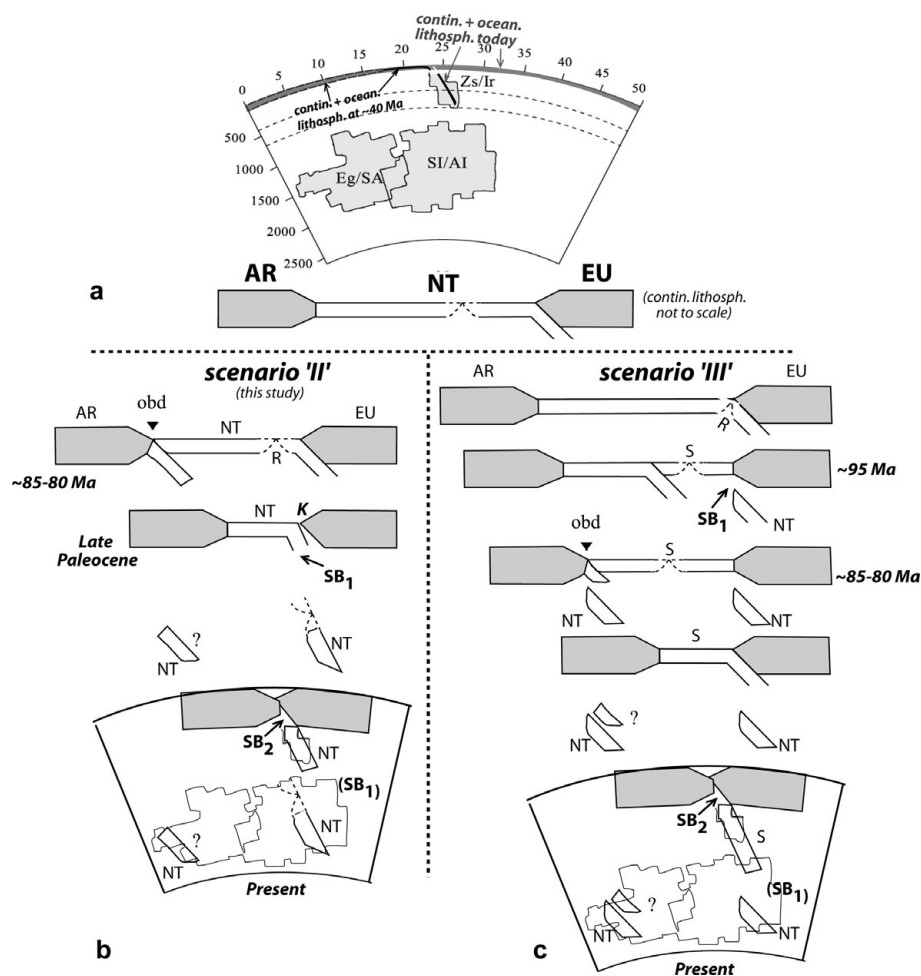 contin. + ocean.
lithosph. today
0
5
10
15
20
25
30
35
40
45
50
Zs/Ir
contin. + ocean.
lithosph. at ~40 Ma
500
1000
1500
2000
2500
Eg/SA
SI/AI
AR
NT
EU
a
(contin. lithosph.
not to scale)
scenario 'II'
(this study)
AR
obd
NT
EU
R
~85-80 Ma
NT
K
Late
Paleocene
SB1
?
NT
NT
SB2
NT
(SB1)
?
NT
NT
Present
b
scenario 'III'
AR
EU
R
S
~95 Ma
SB1
NT
obd
S
~85-80 Ma
NT
NT
S
?
NT
NT
SB2
S
(SB1)
?
NT
NT
Present
c